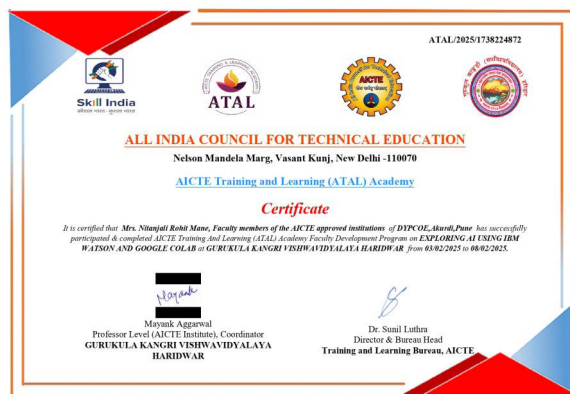 ATAL/2025/1738224872
Skill India
कौशल भारत - कुशल भारत
ATAL
AICTE
ALL INDIA COUNCIL FOR TECHNICAL EDUCATION
Nelson Mandela Marg, Vasant Kunj, New Delhi -110070
AICTE Training and Learning (ATAL) Academy
Certificate
It is certified that Mrs. Nitanjali Rohit Mane, Faculty members of the AICTE approved institutions of DYPCOE,Akurdi,Pune has successfully
participated & completed AICTE Training And Learning (ATAL) Academy Faculty Development Program on EXPLORING AI USING IBM
WATSON AND GOOGLE COLAB at GURUKULA KANGRI VISHWAVIDYALAYA HARIDWAR from 03/02/2025 to 08/02/2025.
Mayank
Mayank Aggarwal
Professor Level (AICTE Institute), Coordinator
GURUKULA KANGRI VISHWAVIDYALAYA
HARIDWAR
Dr. Sunil Luthra
Director & Bureau Head
Training and Learning Bureau, AICTE